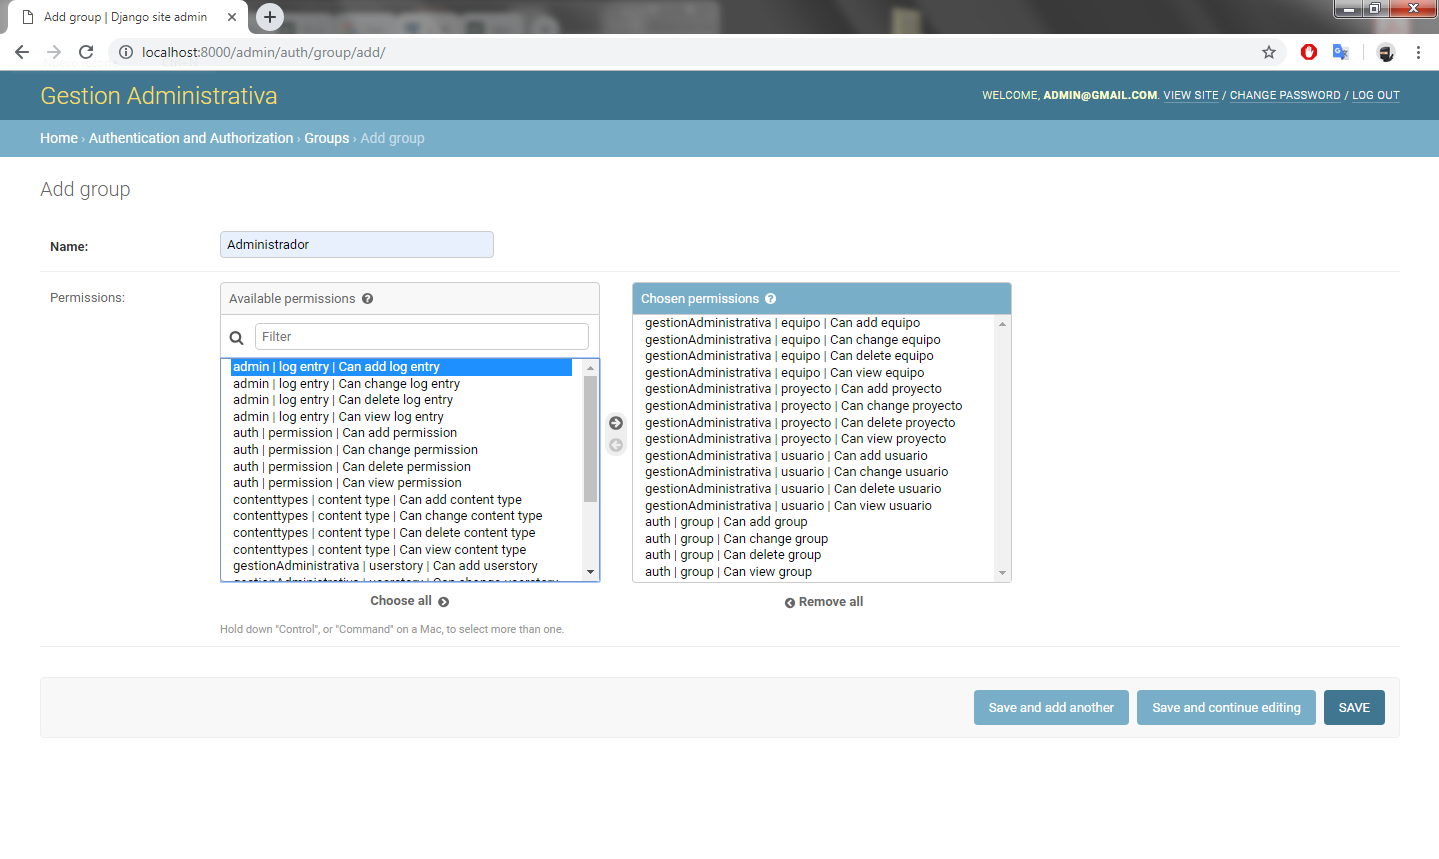 Add group | Django site admin
localhost:8000/admin/auth/group/add/
Gestion Administrativa
WELCOME, ADMIN@GMAIL.COM. VIEW SITE / CHANGE PASSWORD / LOG OUT
Home › Authentication and Authorization › Groups › Add group
Add group
Name:
Administrador
Permissions:
Available permissions
Filter
admin | log entry | Can add log entry
admin | log entry | Can change log entry
admin | log entry | Can delete log entry
admin | log entry | Can view log entry
auth | permission | Can add permission
auth | permission | Can change permission
auth | permission | Can delete permission
auth | permission | Can view permission
contenttypes | content type | Can add content type
contenttypes | content type | Can change content type
contenttypes | content type | Can delete content type
contenttypes | content type | Can view content type
gestionAdministrativa | userstory | Can add userstory
gestionAdministrativa | userstory | Can change userstory
Choose all
Hold down "Control", or "Command" on a Mac, to select more than one.
Chosen permissions
gestionAdministrativa | equipo | Can add equipo
gestionAdministrativa | equipo | Can change equipo
gestionAdministrativa | equipo | Can delete equipo
gestionAdministrativa | equipo | Can view equipo
gestionAdministrativa | proyecto | Can add proyecto
gestionAdministrativa | proyecto | Can change proyecto
gestionAdministrativa | proyecto | Can delete proyecto
gestionAdministrativa | proyecto | Can view proyecto
gestionAdministrativa | usuario | Can add usuario
gestionAdministrativa | usuario | Can change usuario
gestionAdministrativa | usuario | Can delete usuario
gestionAdministrativa | usuario | Can view usuario
auth | group | Can add group
auth | group | Can change group
auth | group | Can delete group
auth | group | Can view group
Remove all
Save and add another
Save and continue editing
SAVE